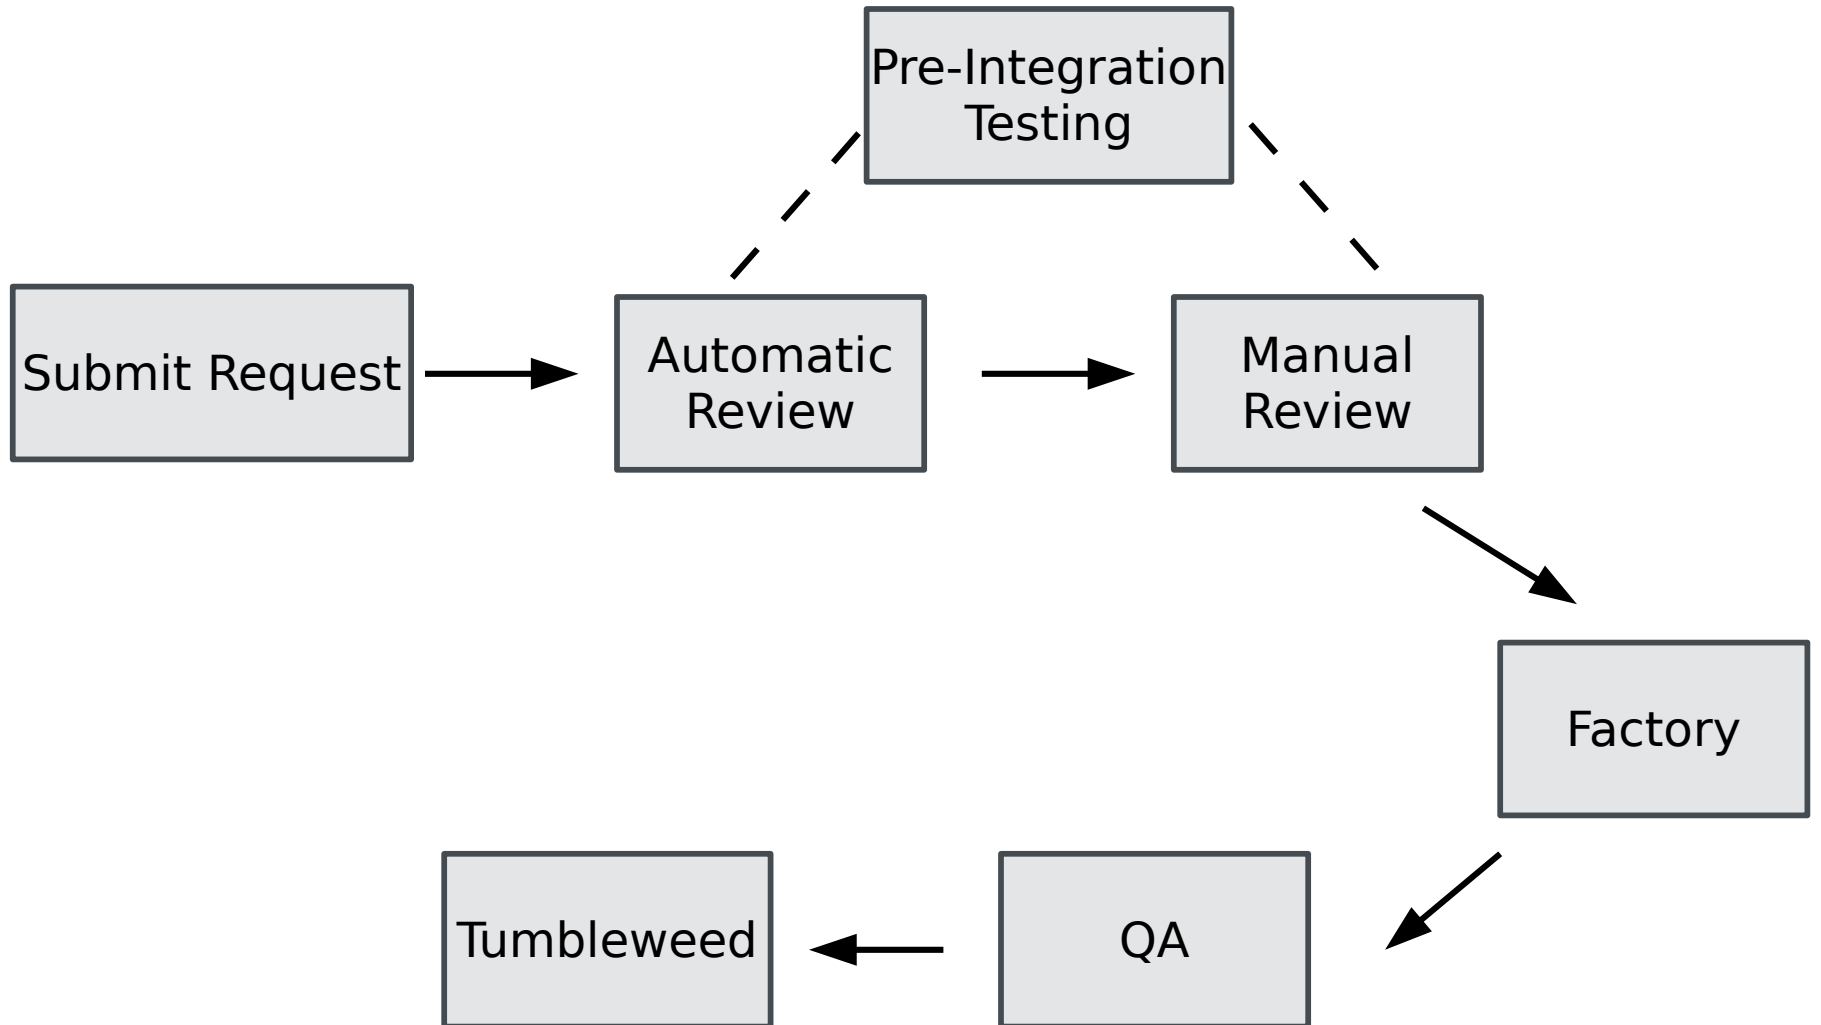 Pre-Integration
Testing
Submit Request
Automatic
Review
Manual
Review
Factory
Tumbleweed
QA